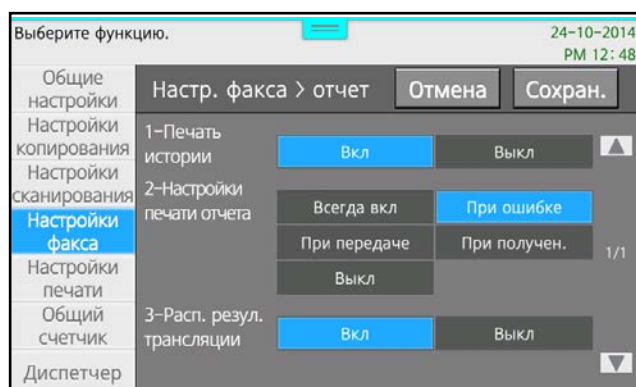 Выберите функцию.
24-10-2014
PM 12:48
Общие
настройки
Настройки
копирования
Настройки
сканирования
Настройки
факса
Настройки
печати
Общий
счетчик
Диспетчер
Настр. факса > отчет
Отмена
Сохран.
1-Печать
истории
Вкл
Выкл
2-Настройки
печати отчета
Всегда вкл
При ошибке
При передаче
При получен.
Выкл
1/1
3-Расп. резул.
трансляции
Вкл
Выкл